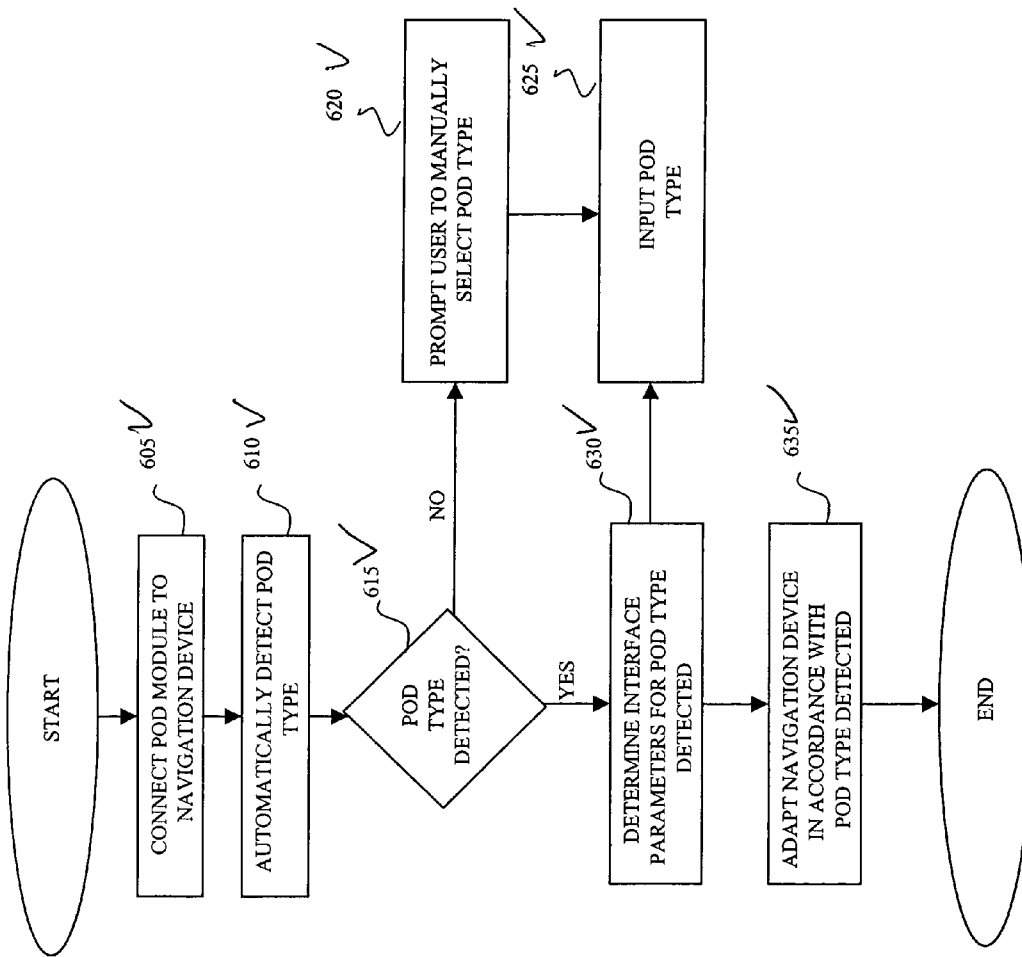 START
CONNECT POD MODULE TO
NAVIGATION DEVICE
605
AUTOMATICALLY DETECT POD
TYPE
610
POD
TYPE
DETECTED?
615
NO
PROMPT USER TO MANUALLY
SELECT POD TYPE
620
INPUT POD
TYPE
625
YES
DETERMINE INTERFACE
PARAMETERS FOR POD TYPE
DETECTED
630
ADAPT NAVIGATION DEVICE
IN ACCORDANCE WITH
POD TYPE DETECTED
635
END